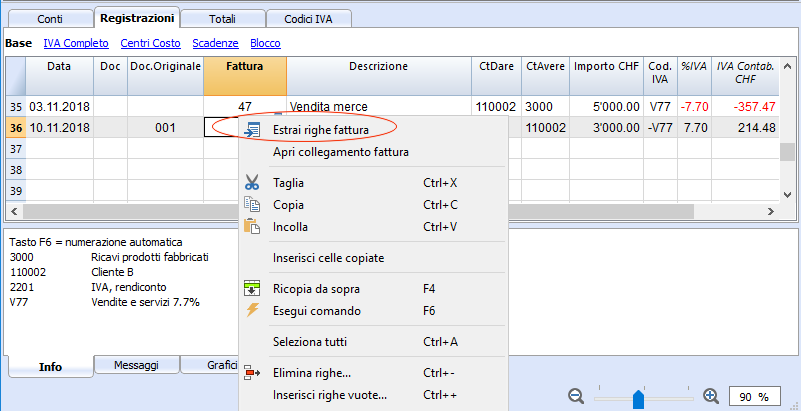 Conti Registrazioni Totali Codici IVA
Base IVA Completo Centri Costo Scadenze Blocco
Data Doc Doc.Originale Fattura Descrizione CtDare CtAvere Importo CHF Cod. IVA %IVA IVA Contab. CHF
35 03.11.2018 47 Vendita merce 110002 3000 5'000.00 V77 -7.70 -357.47
36 10.11.2018 001 110002 3'000.00 -V77 7.70 214.48
37
38
39
Estrai righe fattura
Apri collegamento fattura
Taglia Ctrl+X
Copia Ctrl+C
Incolla Ctrl+V
Inserisci celle copiate
Ricopia da sopra F4
Esegui comando F6
Seleziona tutti Ctrl+A
Elimina righe... Ctrl+-
Inserisci righe vuote... Ctrl++
Tasto F6 = numerazione automatica
3000 Ricavi prodotti fabbricati
110002 Cliente B
2201 IVA, rendiconto
V77 Vendite e servizi 7.7%
Info Messaggi Grafici
90 %